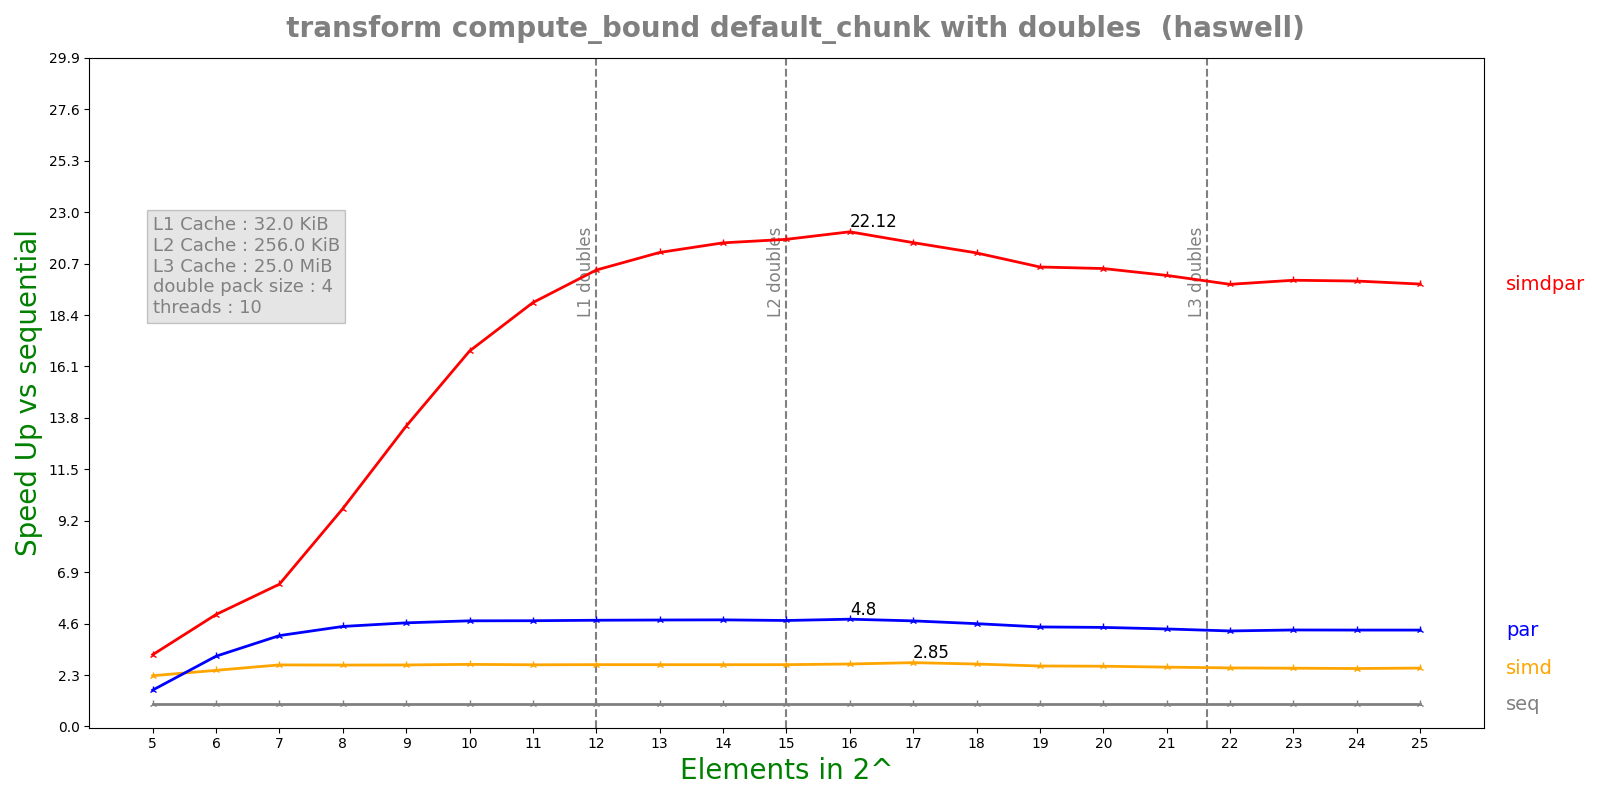 transform compute_bound default_chunk with doubles  (haswell)
29.9
27.6
25.3
23.0
20.7
18.4
16.1
13.8
11.5
9.2
6.9
4.6
2.3
0.0
Speed Up vs sequential
L1 Cache : 32.0 KiB
L2 Cache : 256.0 KiB
L3 Cache : 25.0 MiB
double pack size : 4
threads : 10
L1 doubles
L2 doubles
L3 doubles
22.12
4.8
2.85
simdpar
par
simd
seq
5 6 7 8 9 10 11 12 13 14 15 16 17 18 19 20 21 22 23 24 25
Elements in 2^